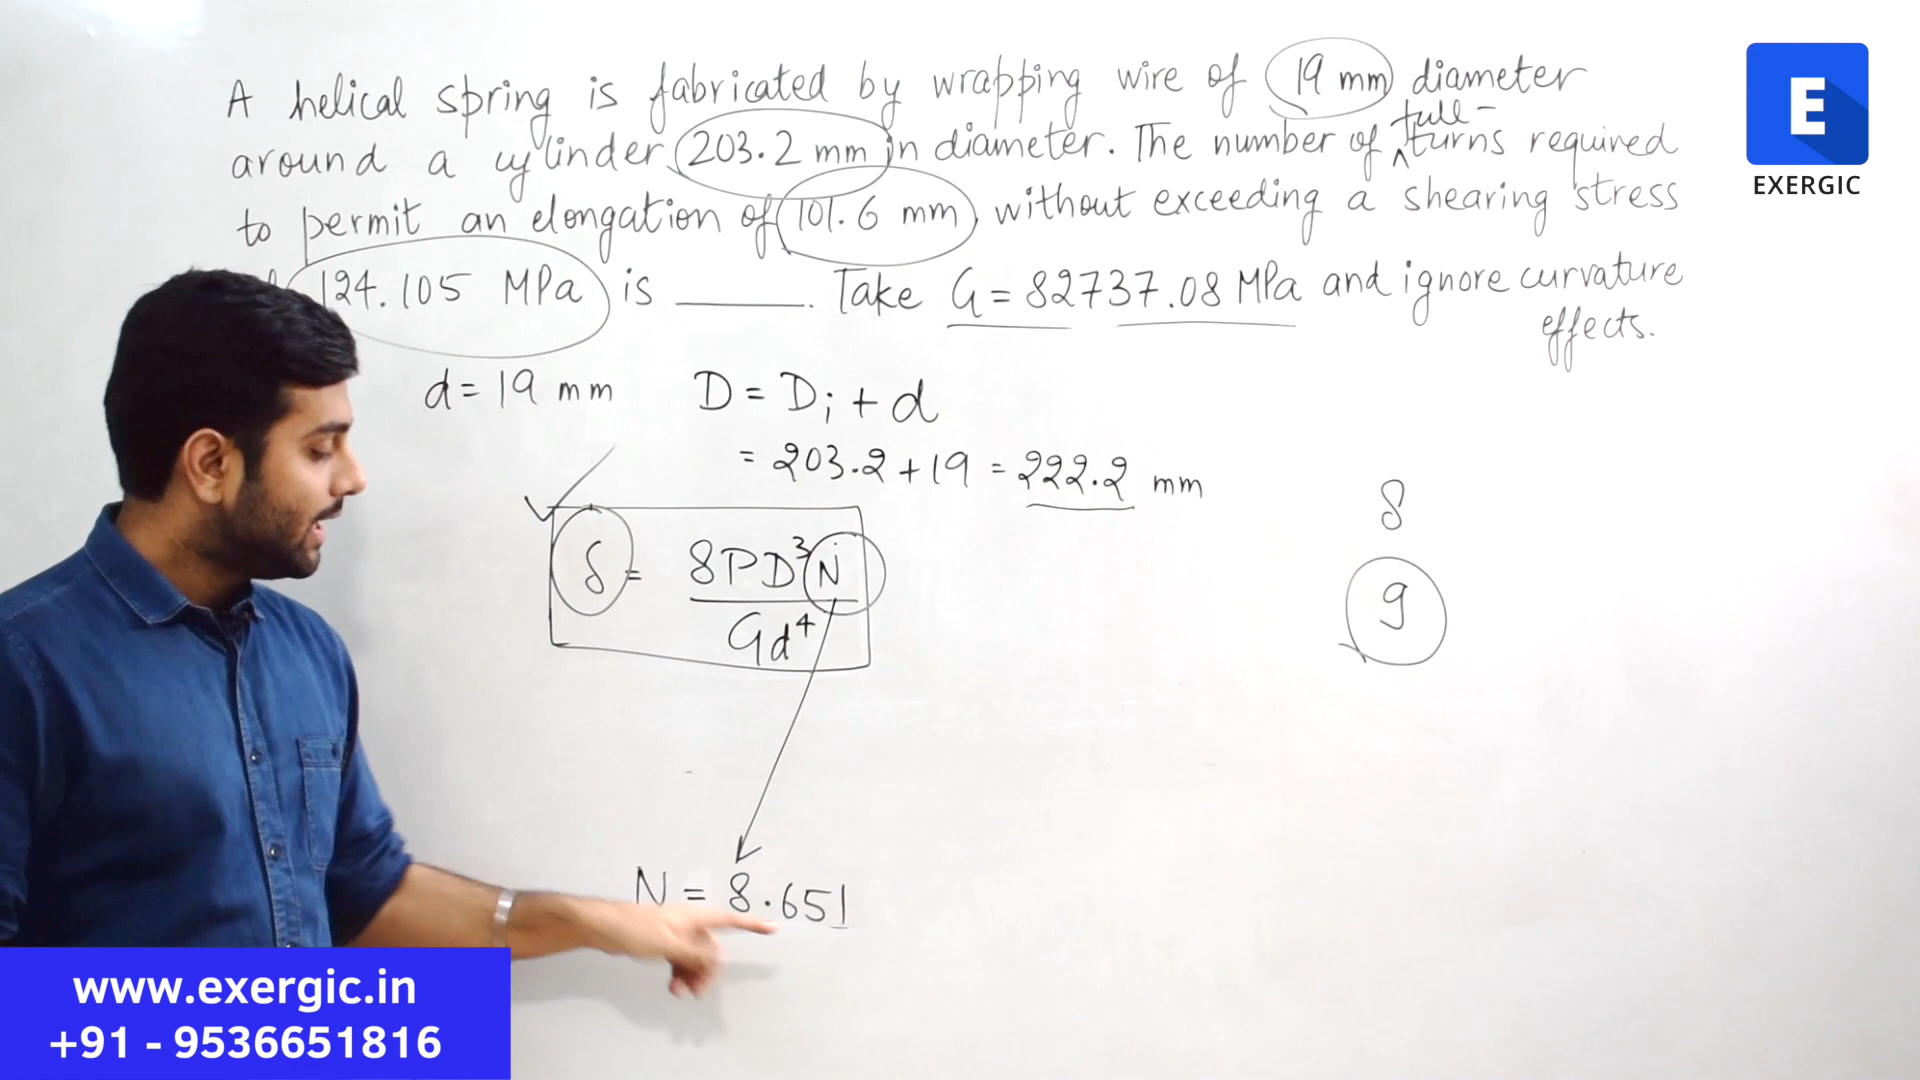 A helical spring is fabricated by wrapping wire of 19 mm diameter
full-
around a cylinder 203.2 mm in diameter. The number of ^ turns required
to permit an elongation of 101.6 mm, without exceeding a shearing stress
124.105 MPa is ______. Take G = 82737.08 MPa and ignore curvature
effects.
d = 19 mm
D = Di + d
= 203.2 + 19 = 222.2 mm
δ = 8PD³N / Gd⁴
8
9
N = 8.651
E
EXERGIC
www.exergic.in
+91 - 9536651816